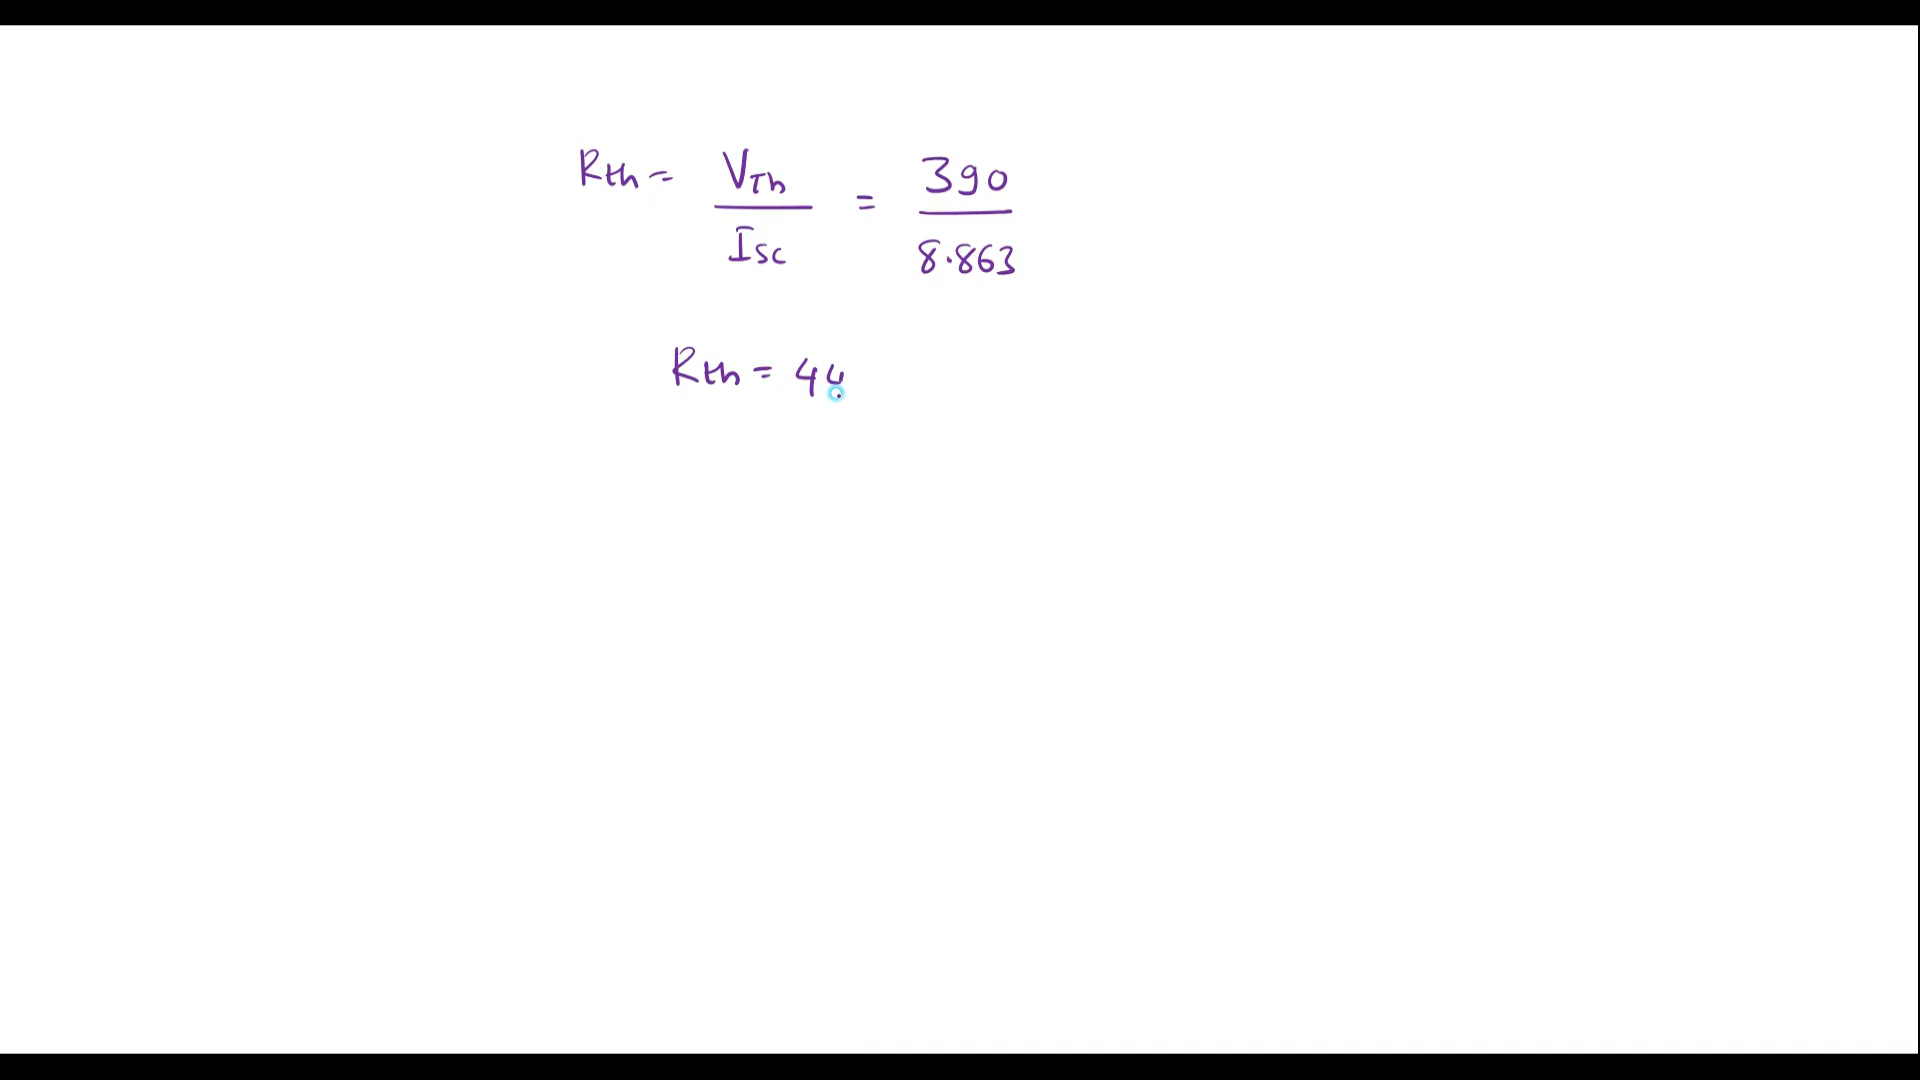 Rth = VTh / Isc = 390 / 8.863
Rth = 44